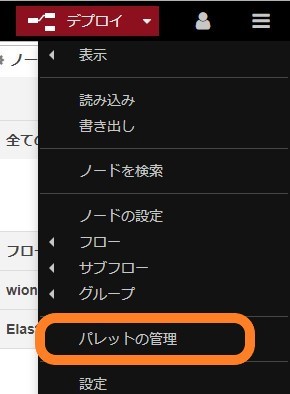 デプロイ
ノー
表示
読み込み
書き出し
全ての
ノードを検索
ノードの設定
フロー
フロー
サブフロー
wion
グループ
Elas
パレットの管理
設定